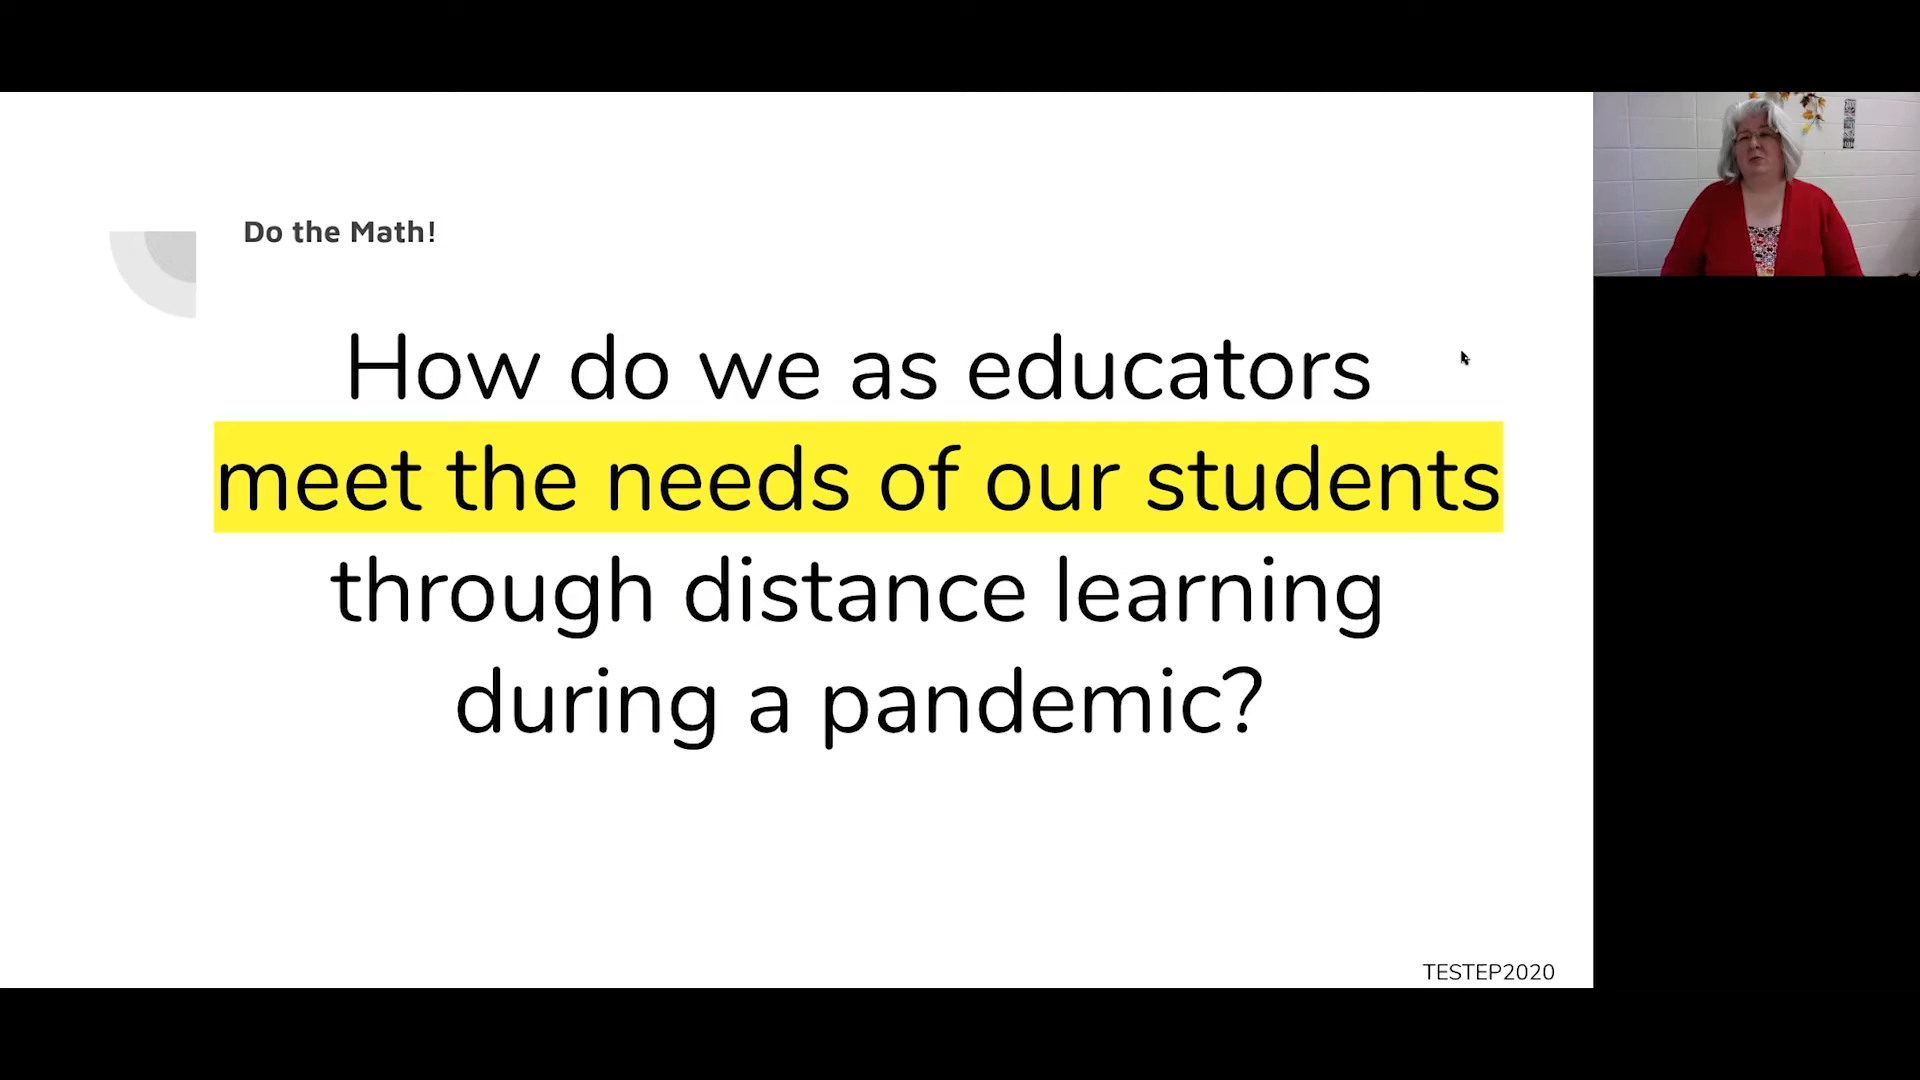 Do the Math!
How do we as educators
meet the needs of our students
through distance learning
during a pandemic?
TESTEP2020